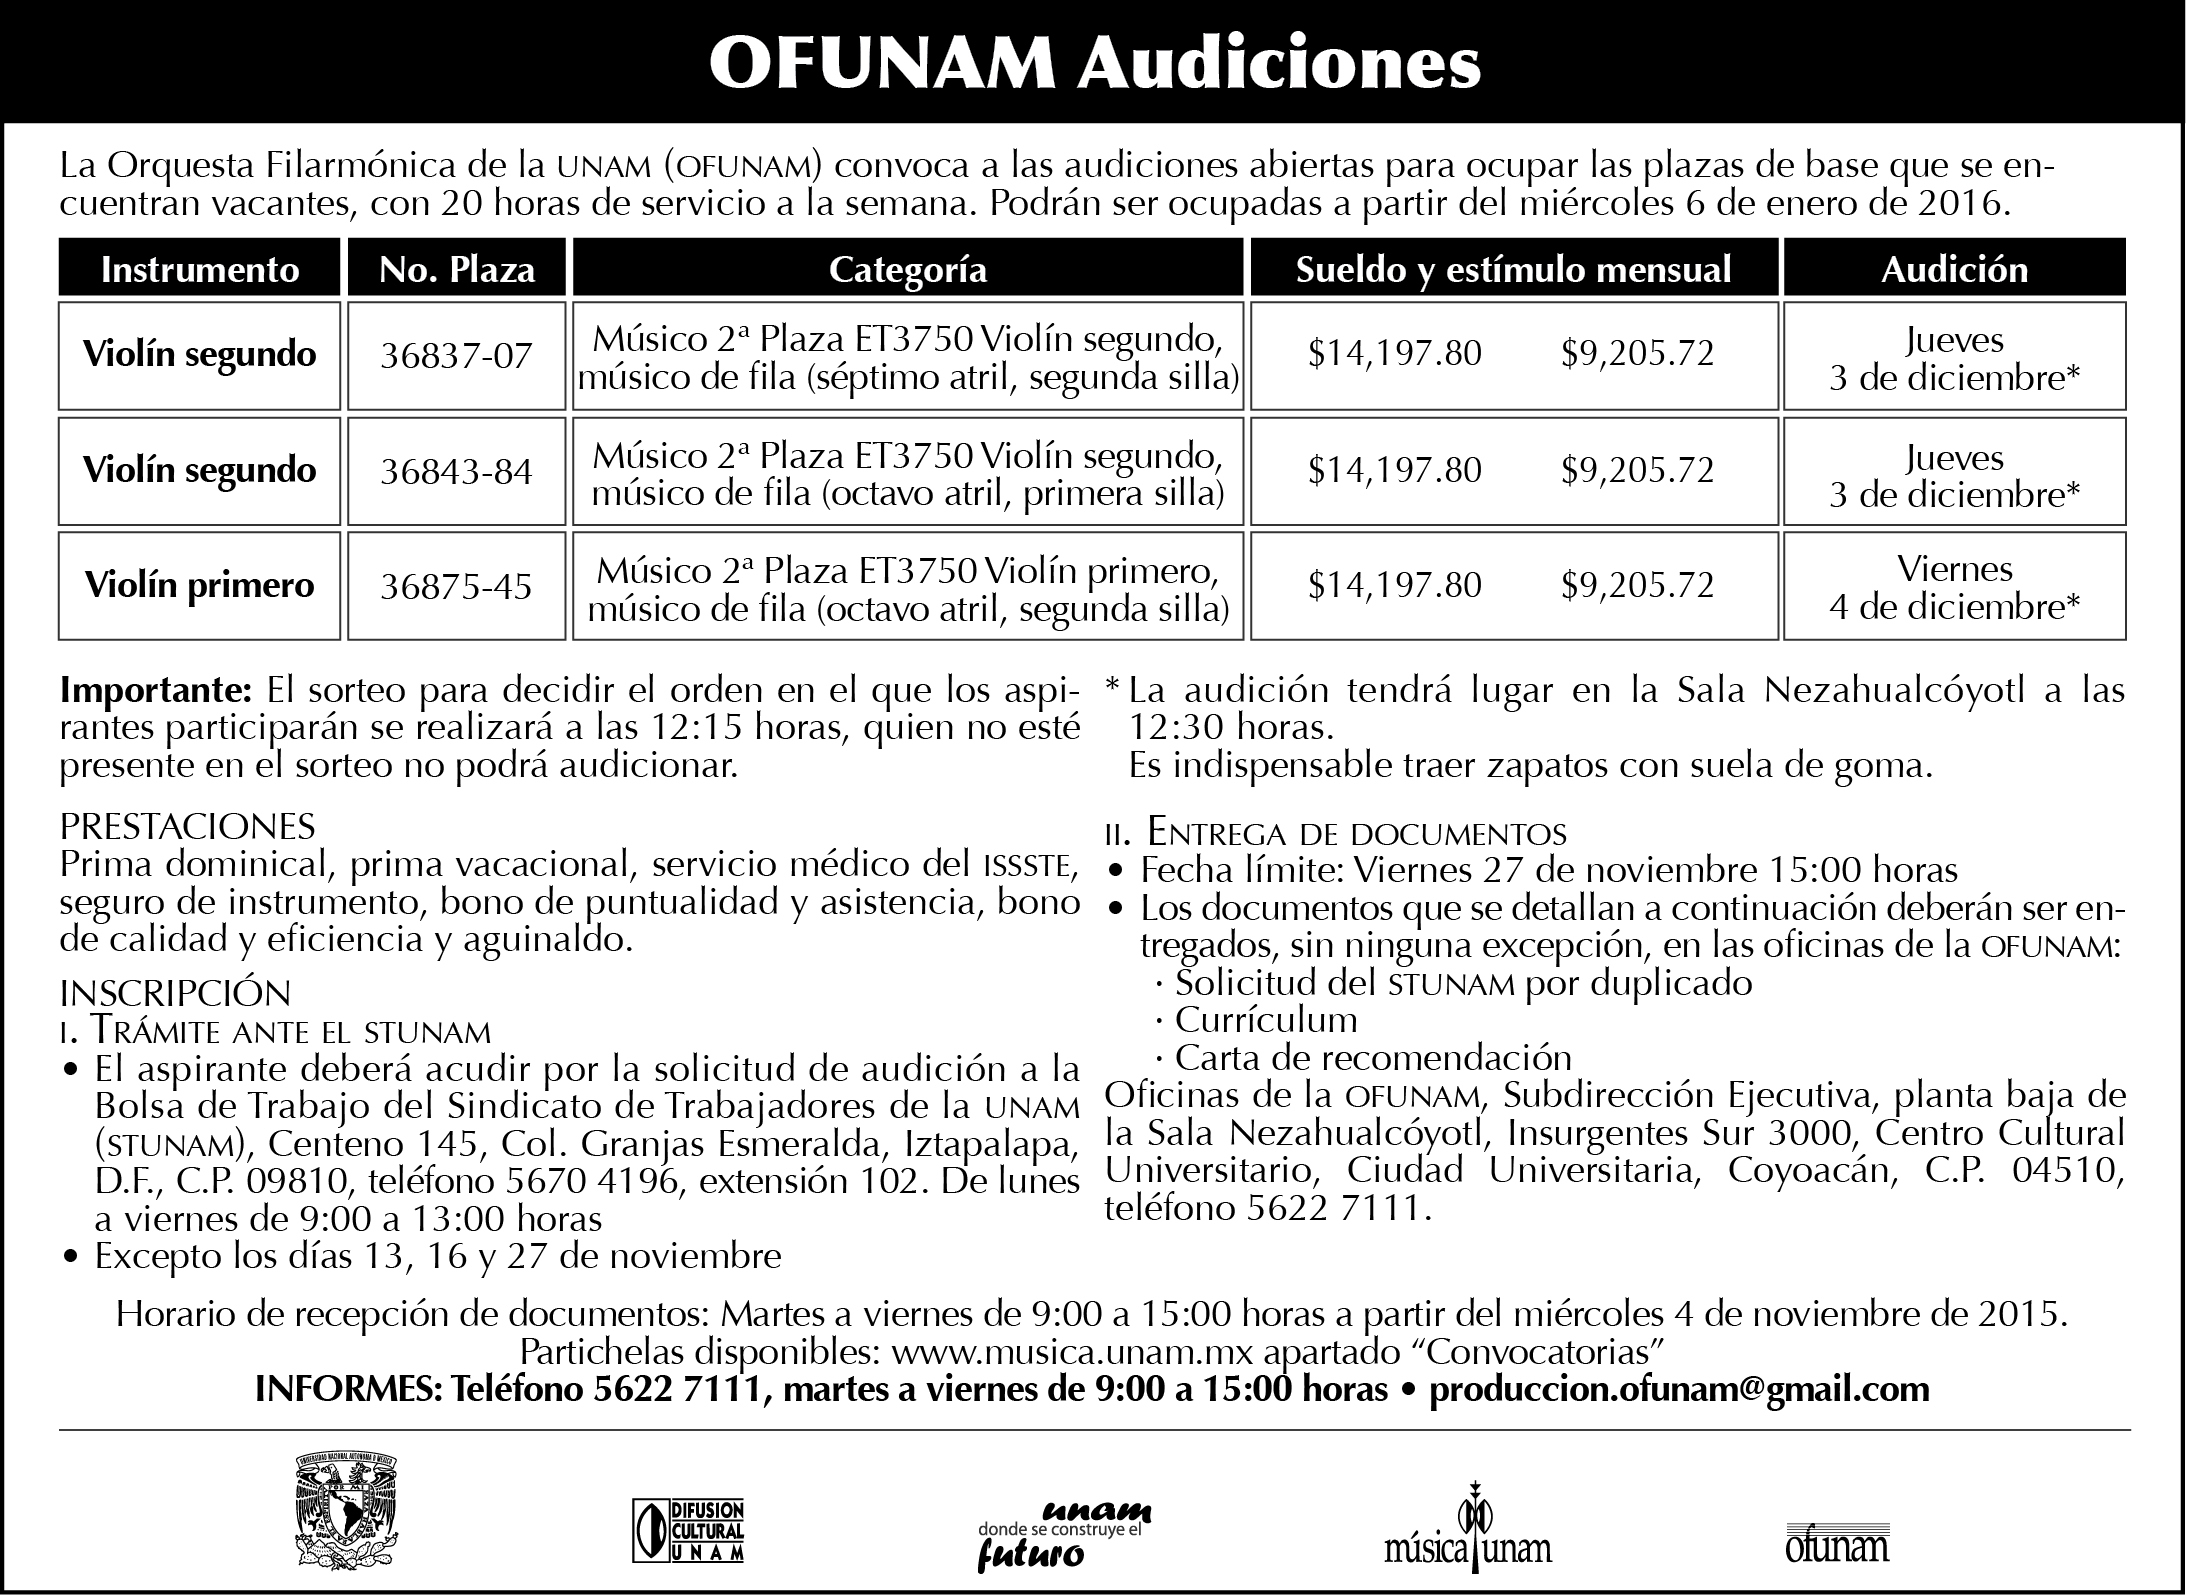 OFUNAM Audiciones
La Orquesta Filarmónica de la UNAM (OFUNAM) convoca a las audiciones abiertas para ocupar las plazas de base que se en-
cuentran vacantes, con 20 horas de servicio a la semana. Podrán ser ocupadas a partir del miércoles 6 de enero de 2016.
Instrumento No. Plaza Categoría Sueldo y estímulo mensual Audición
Violín segundo 36837-07 Músico 2ª Plaza ET3750 Violín segundo, $14,197.80 $9,205.72 Jueves
músico de fila (séptimo atril, segunda silla) 3 de diciembre*
Violín segundo 36843-84 Músico 2ª Plaza ET3750 Violín segundo, $14,197.80 $9,205.72 Jueves
músico de fila (octavo atril, primera silla) 3 de diciembre*
Violín primero 36875-45 Músico 2ª Plaza ET3750 Violín primero, $14,197.80 $9,205.72 Viernes
músico de fila (octavo atril, segunda silla) 4 de diciembre*
Importante: El sorteo para decidir el orden en el que los aspi-
rantes participarán se realizará a las 12:15 horas, quien no esté
presente en el sorteo no podrá audicionar.
PRESTACIONES
Prima dominical, prima vacacional, servicio médico del ISSSTE,
seguro de instrumento, bono de puntualidad y asistencia, bono
de calidad y eficiencia y aguinaldo.
INSCRIPCIÓN
I. TRÁMITE ANTE EL STUNAM
• El aspirante deberá acudir por la solicitud de audición a la
Bolsa de Trabajo del Sindicato de Trabajadores de la UNAM
(STUNAM), Centeno 145, Col. Granjas Esmeralda, Iztapalapa,
D.F., C.P. 09810, teléfono 5670 4196, extensión 102. De lunes
a viernes de 9:00 a 13:00 horas
• Excepto los días 13, 16 y 27 de noviembre
* La audición tendrá lugar en la Sala Nezahualcóyotl a las
12:30 horas.
Es indispensable traer zapatos con suela de goma.
II. ENTREGA DE DOCUMENTOS
• Fecha límite: Viernes 27 de noviembre 15:00 horas
• Los documentos que se detallan a continuación deberán ser en-
tregados, sin ninguna excepción, en las oficinas de la OFUNAM:
· Solicitud del STUNAM por duplicado
· Currículum
· Carta de recomendación
Oficinas de la OFUNAM, Subdirección Ejecutiva, planta baja de
la Sala Nezahualcóyotl, Insurgentes Sur 3000, Centro Cultural
Universitario, Ciudad Universitaria, Coyoacán, C.P. 04510,
teléfono 5622 7111.
Horario de recepción de documentos: Martes a viernes de 9:00 a 15:00 horas a partir del miércoles 4 de noviembre de 2015.
Partichelas disponibles: www.musica.unam.mx apartado “Convocatorias”
INFORMES: Teléfono 5622 7111, martes a viernes de 9:00 a 15:00 horas • produccion.ofunam@gmail.com
UNIVERSIDAD NACIONAL AUTONOMA D MEXICO
DIFUSION
CULTURAL
UNAM
unam
donde se construye el
futuro
música unam
ofunam